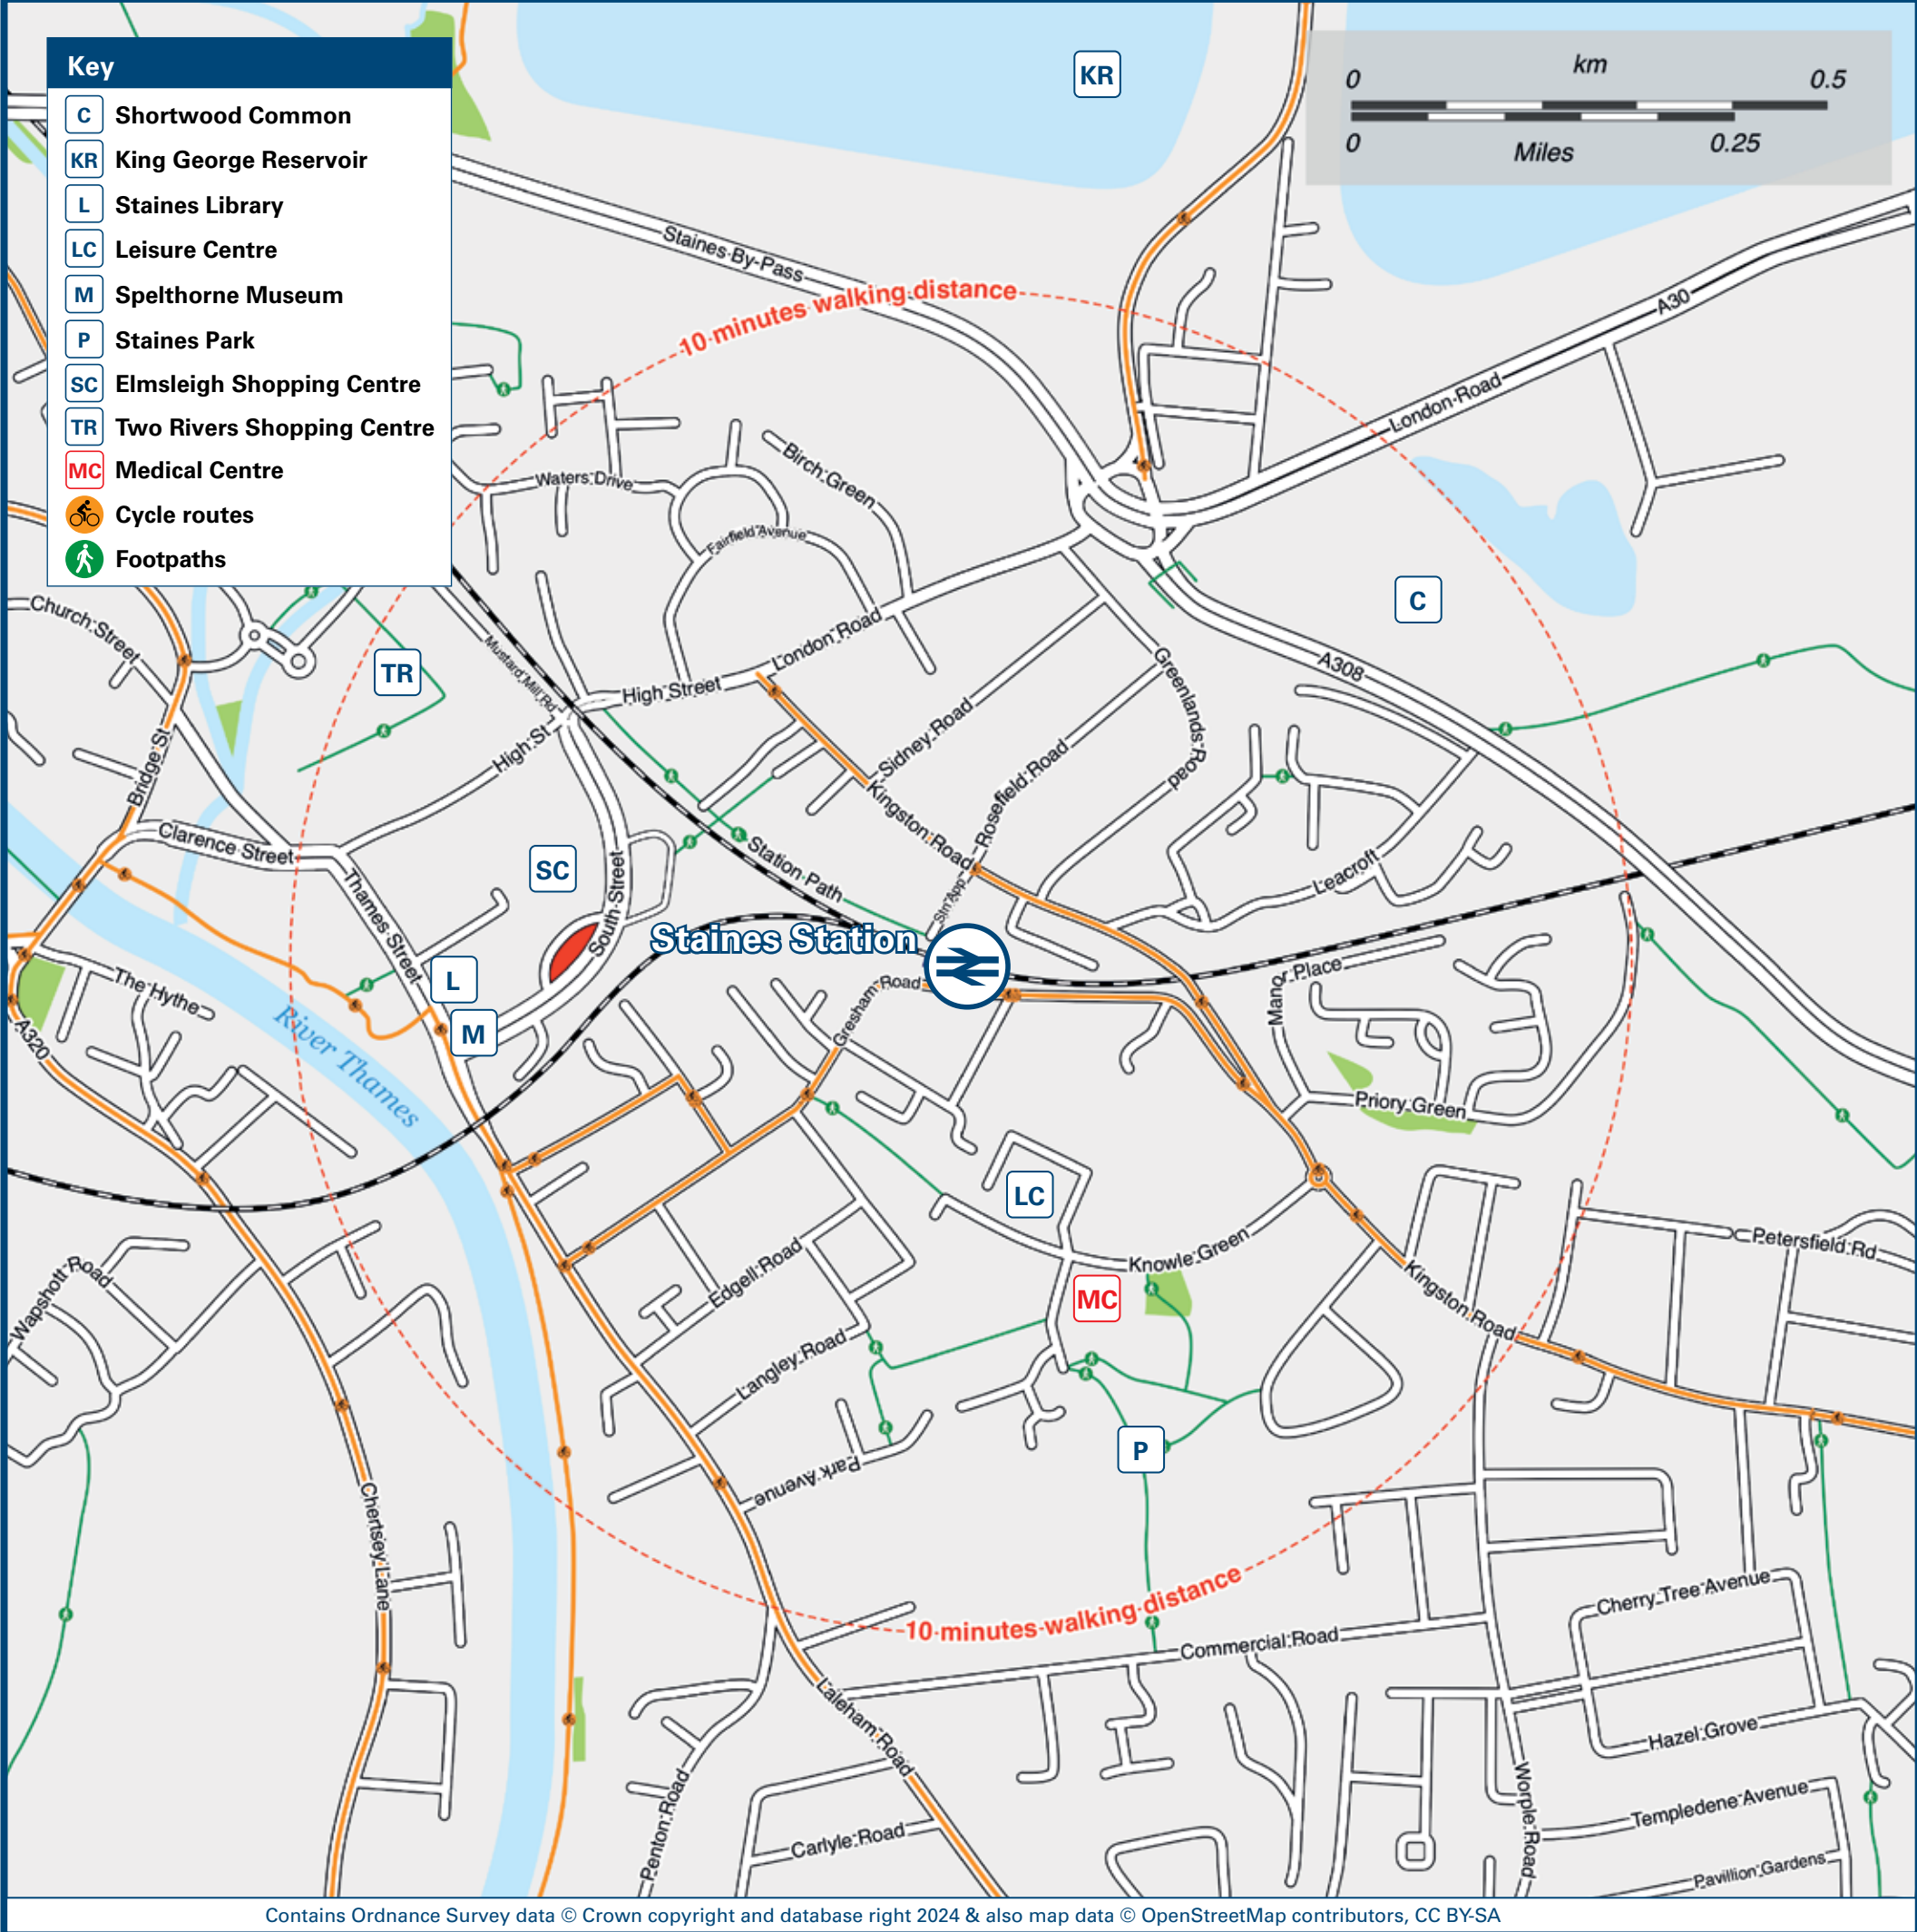 Key
C Shortwood Common
KR King George Reservoir
L Staines Library
LC Leisure Centre
M Spelthorne Museum
P Staines Park
SC Elmsleigh Shopping Centre
TR Two Rivers Shopping Centre
MC Medical Centre
Cycle routes
Footpaths
KR
km
0 0.5
0 0.25
Miles
Staines By-Pass
10 minutes walking distance
A30
London Road
Birch Green
Waters Drive
Fairfield Avenue
C
Church Street
London Road
Mustard Mill Rd
TR
High Street
A308
Greenlands Road
Sidney Road
High St
Bridge St
Rosefield Road
Kingston Road
Clarence Street
SC
Station Path
Leacroft
Thames Street
South Street
Stn App
Staines Station
L
The Hythe
Gresham Road
Manor Place
M
A320
River Thames
Priory Green
LC
Knowle Green
Petersfield Rd
Edgell Road
Wapshott Road
MC
Kingston Road
Langley Road
P
Park Avenue
Chertsey Lane
10 minutes walking distance
Cherry Tree Avenue
Commercial Road
Laleham Road
Hazel Grove
Worple Road
Templedene Avenue
Penton Road
Carlyle Road
Pavillion Gardens
Contains Ordnance Survey data © Crown copyright and database right 2024 & also map data © OpenStreetMap contributors, CC BY-SA